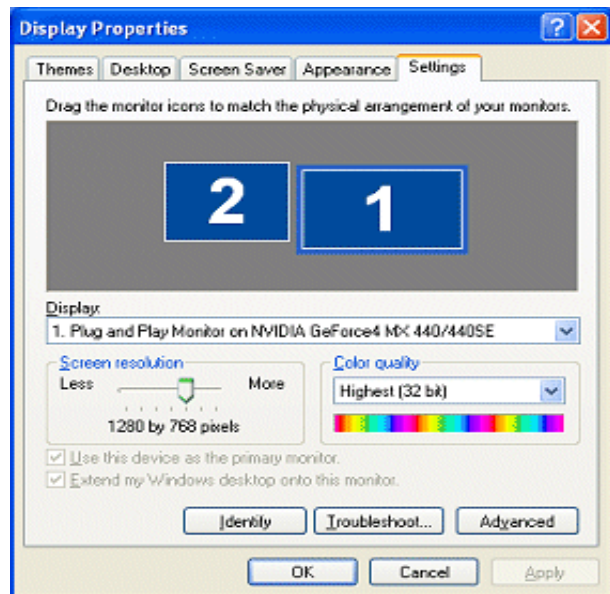 Display Properties
Themes Desktop Screen Saver Appearance Settings
Drag the monitor icons to match the physical arrangement of your monitors.
2 1
Display:
1. Plug and Play Monitor on NVIDIA GeForce4 MX 440/440SE
Screen resolution Color quality
Less More Highest (32 bit)
1280 by 768 pixels
Use this device as the primary monitor.
Extend my Windows desktop onto this monitor.
Identify Troubleshoot... Advanced
OK Cancel Apply